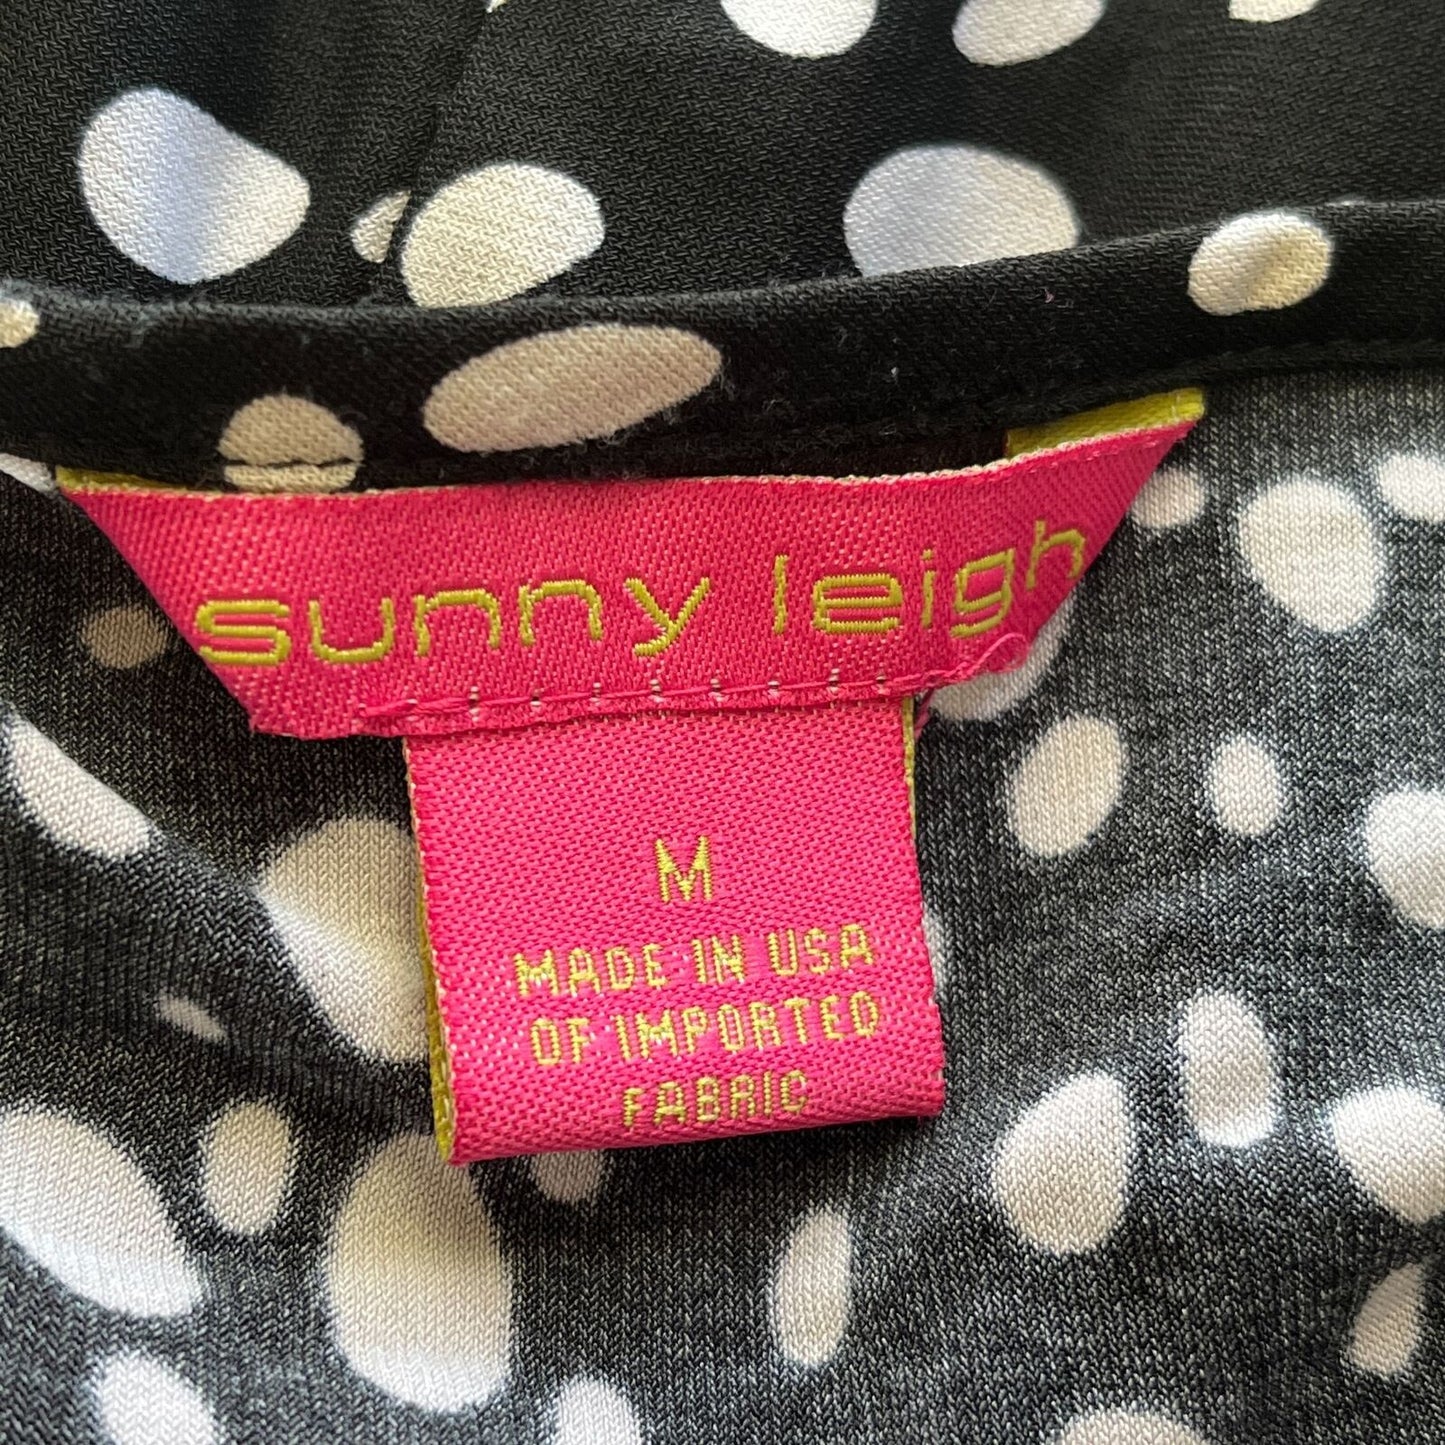 sunny leigh
M
MADE IN USA
OF IMPORTED
FABRIC